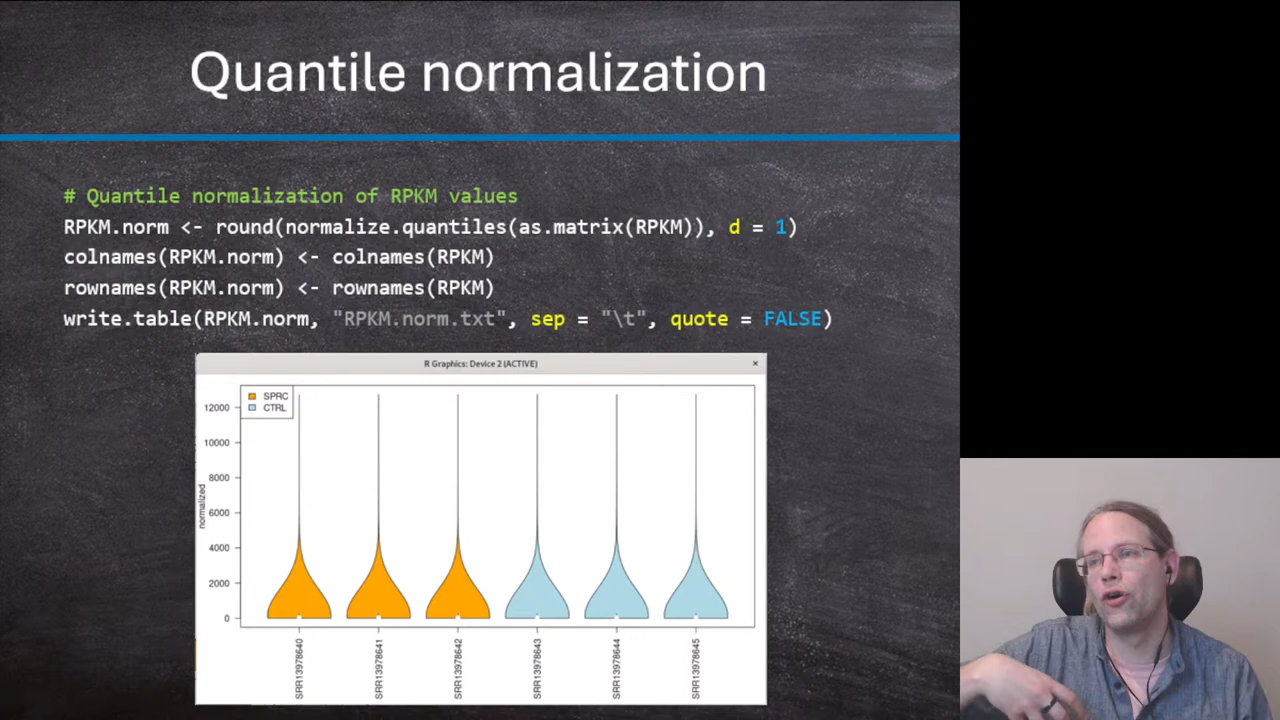 Quantile normalization
# Quantile normalization of RPKM values
RPKM.norm <- round(normalize.quantiles(as.matrix(RPKM)), d = 1)
colnames(RPKM.norm) <- colnames(RPKM)
rownames(RPKM.norm) <- rownames(RPKM)
write.table(RPKM.norm, "RPKM.norm.txt", sep = "\t", quote = FALSE)
R Graphics: Device 2 (ACTIVE)
×
SPRC
CTRL
12000
10000
8000
6000
4000
2000
0
normalized
SRR13978640
SRR13978641
SRR13978642
SRR13978643
SRR13978644
SRR13978645